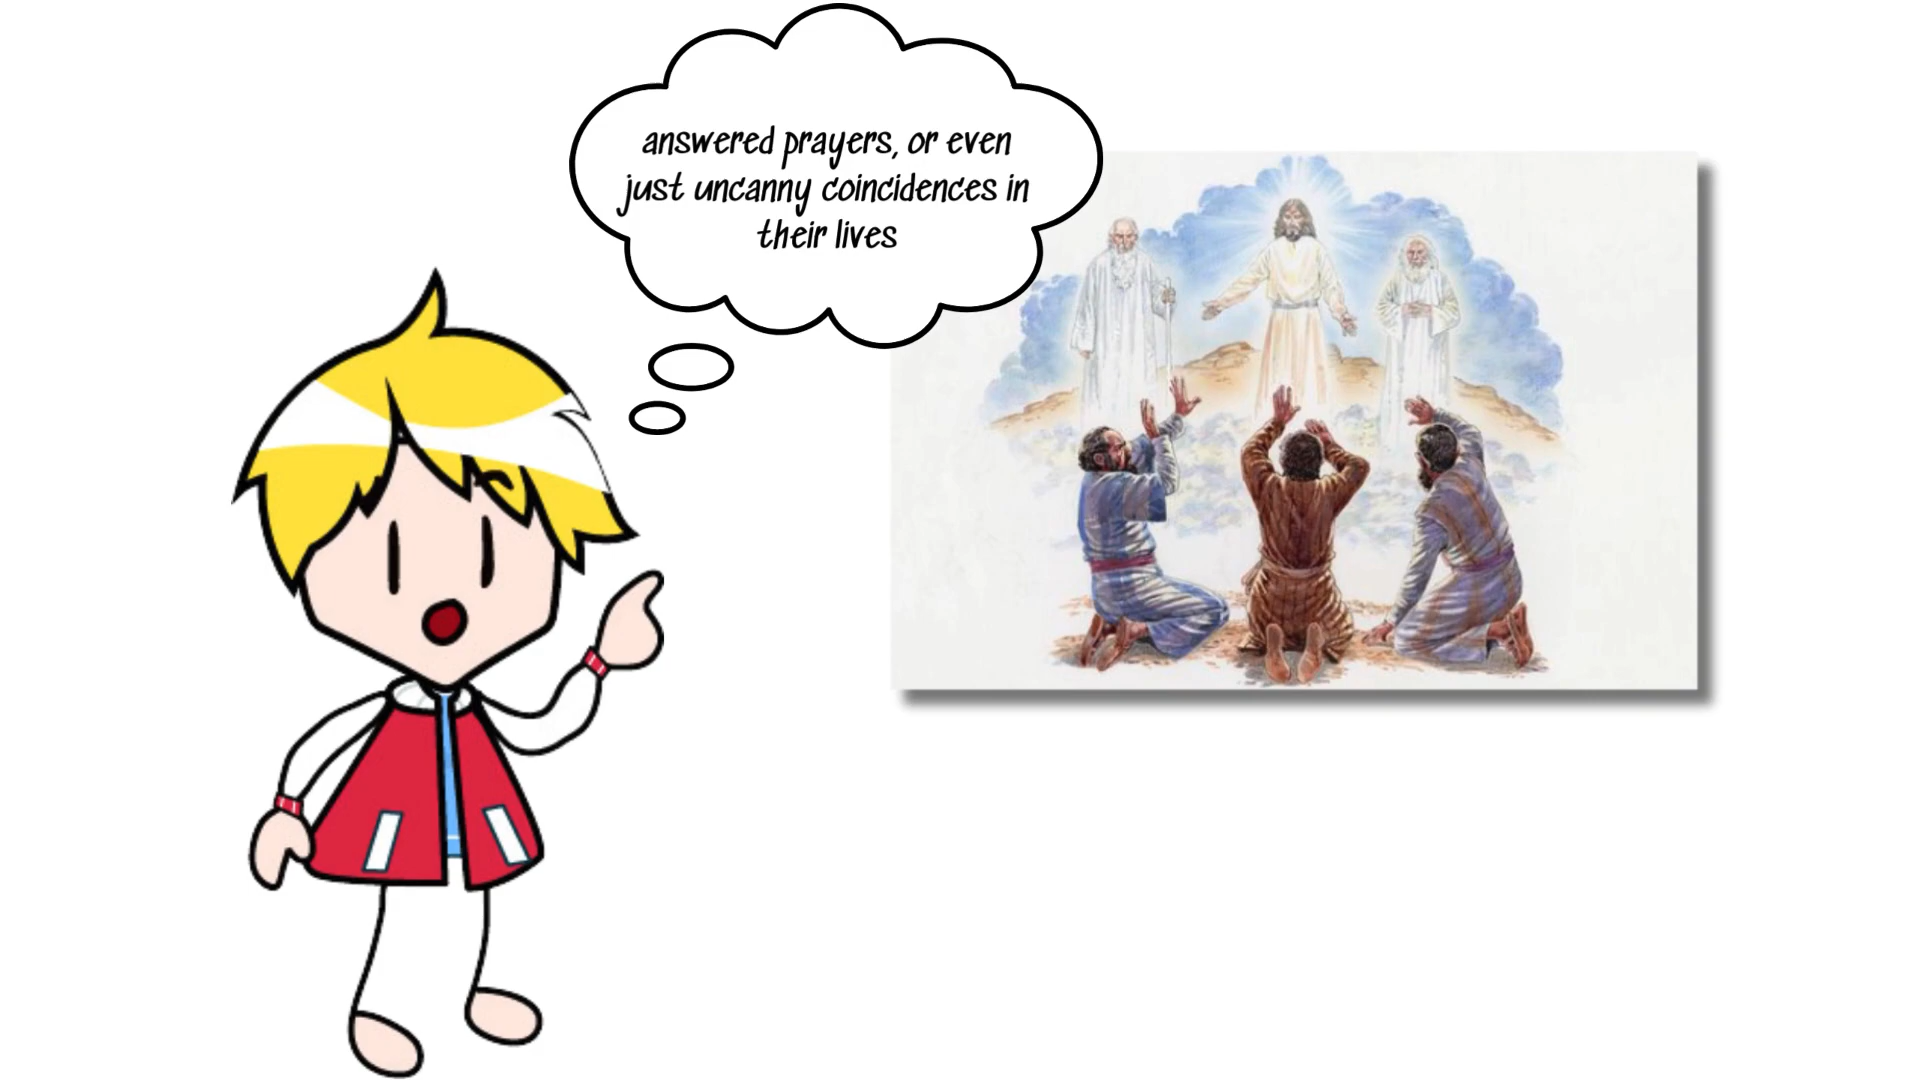 answered prayers, or even
just uncanny coincidences in
their lives